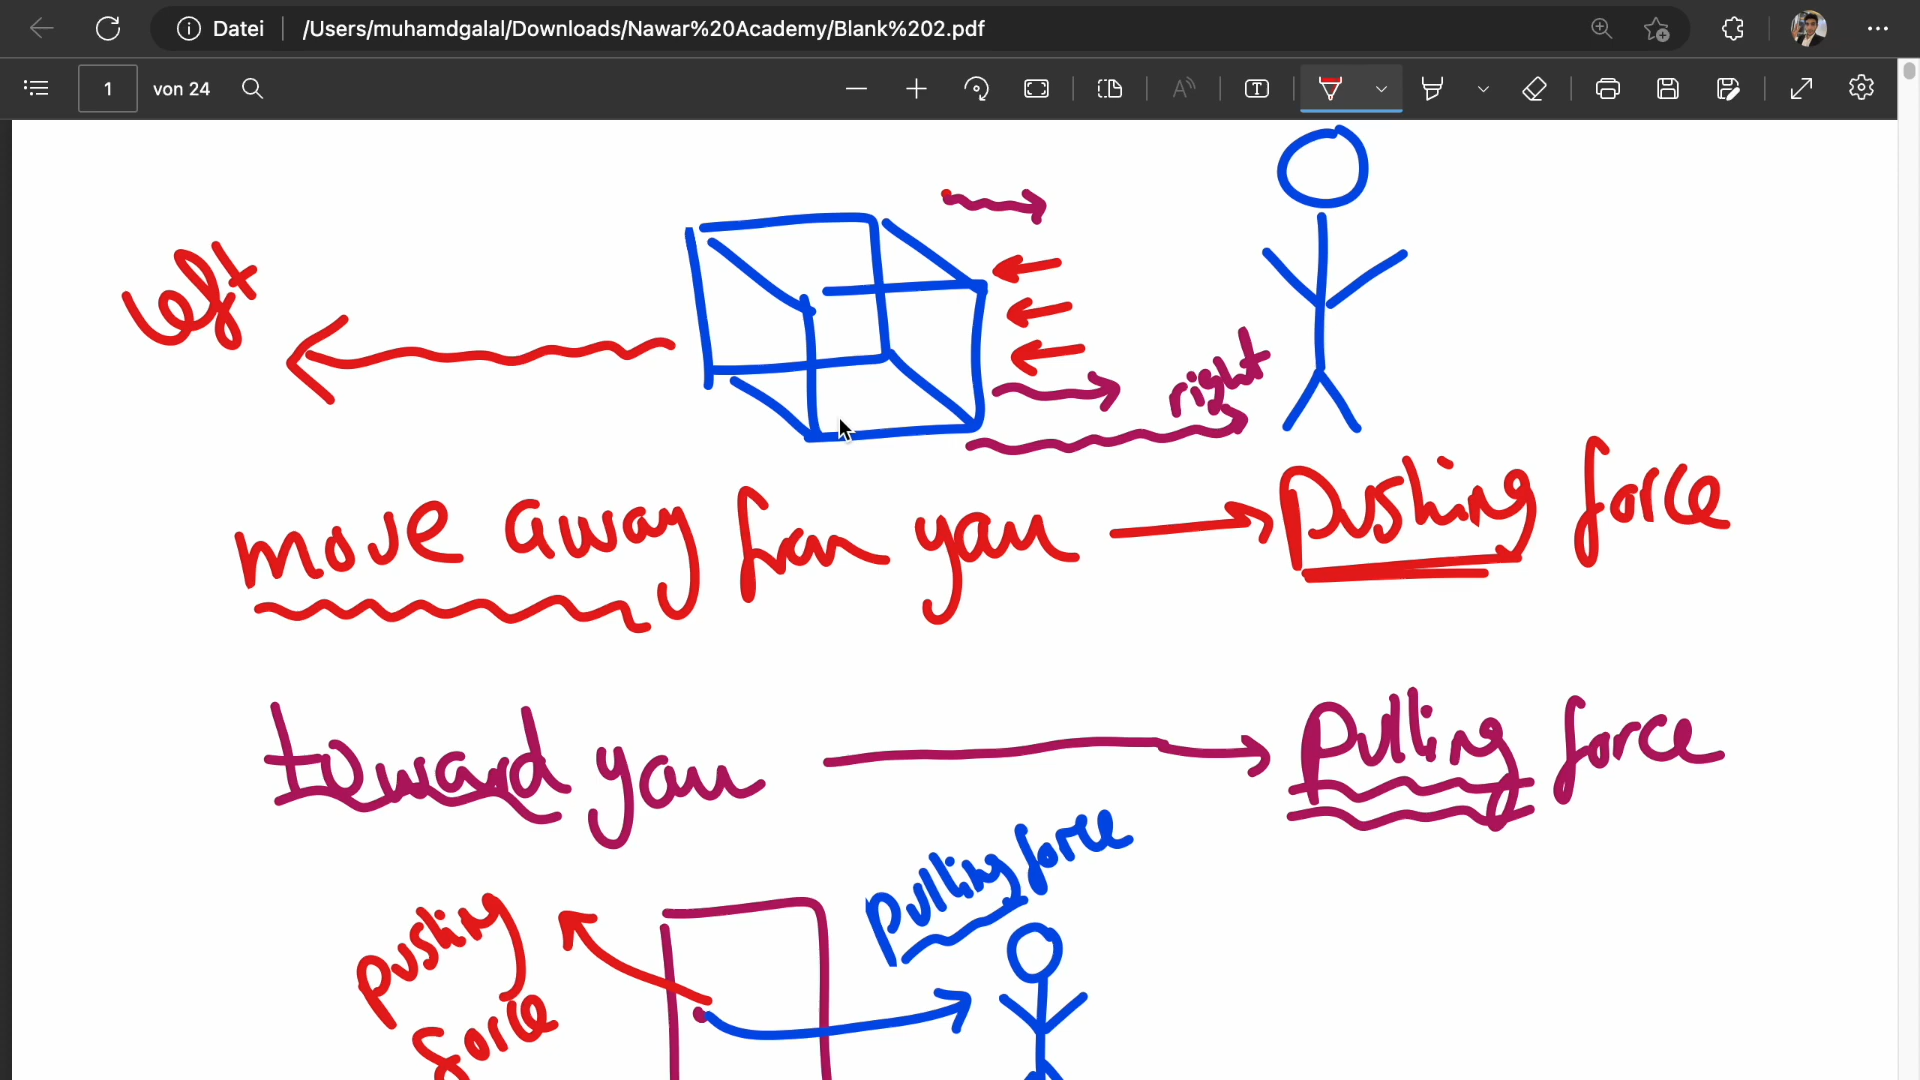 Datei /Users/muhamdgalal/Downloads/Nawar%20Academy/Blank%202.pdf
1 von 24
left
right
move away from you → pushing force
toward you → pulling force
pulling force
pushing
force